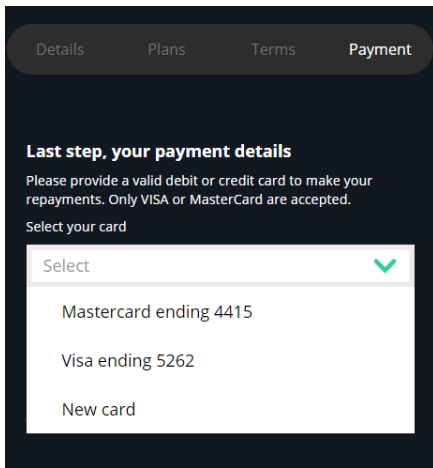 Details Plans Terms Payment
Last step, your payment details
Please provide a valid debit or credit card to make your
repayments. Only VISA or MasterCard are accepted.
Select your card
Select
Mastercard ending 4415
Visa ending 5262
New card